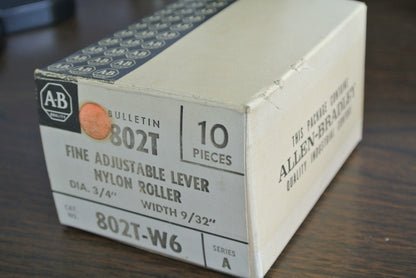 A-B
QUALITY
BULLETIN
802T
10
PIECES
FINE ADJUSTABLE LEVER
NYLON ROLLER
DIA. 3/4" WIDTH 9/32"
CAT.
NO.
802T-W6
SERIES
A
THIS PACKAGE CONTAINS
ALLEN-BRADLEY
QUALITY INDUSTRIAL CONTROL